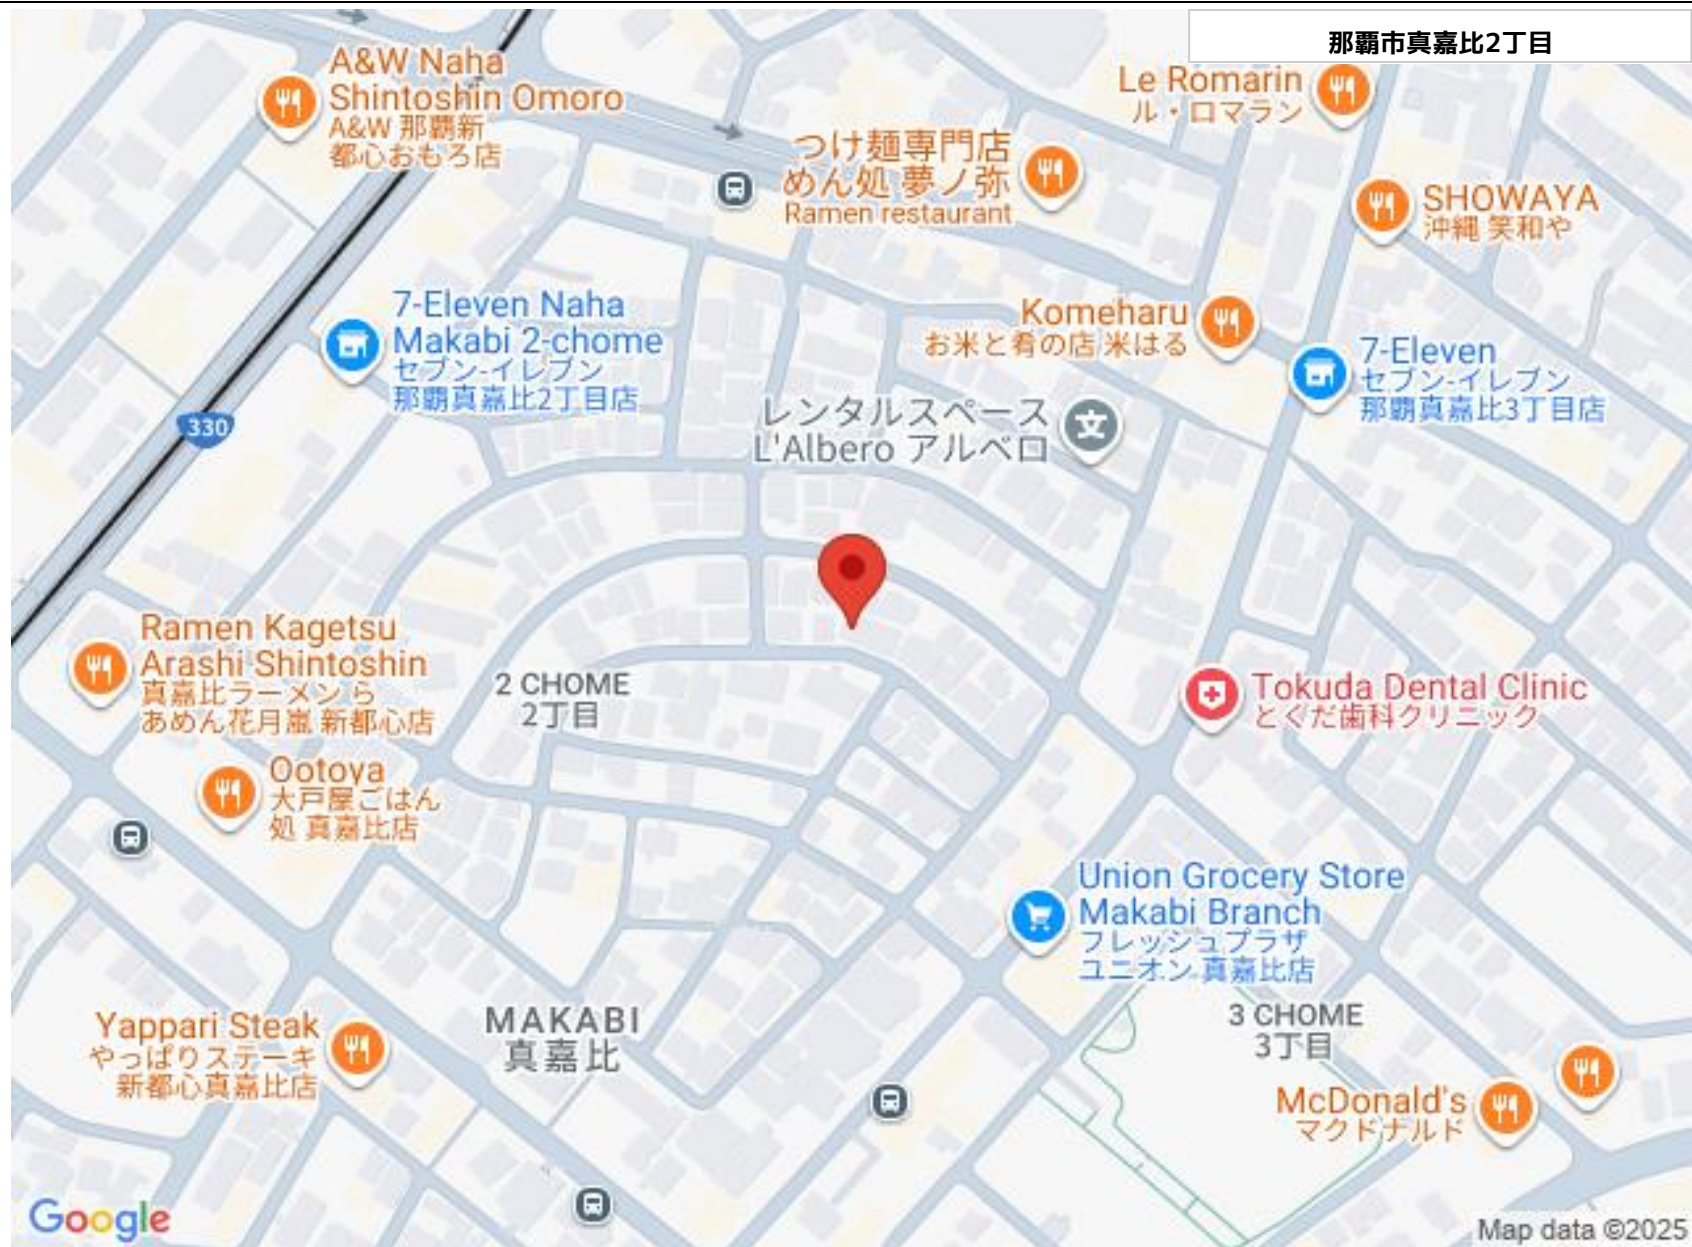 那覇市真嘉比2丁目
A&W Naha
Shintoshin Omoro
A&W 那覇新
都心おもろ店
Le Romarin
ル・ロマラン
つけ麺専門店
めん処 夢ノ弥
Ramen restaurant
SHOWAYA
沖縄 笑和や
7-Eleven Naha
Makabi 2-chome
セブン-イレブン
那覇真嘉比2丁目店
Komeharu
お米と肴の店 米はる
7-Eleven
セブン-イレブン
那覇真嘉比3丁目店
330
レンタルスペース
L'Albero アルベロ
文
Ramen Kagetsu
Arashi Shintoshin
真嘉比ラーメン ら
あめん花月嵐 新都心店
2 CHOME
2丁目
Tokuda Dental Clinic
とくだ歯科クリニック
Ootoya
大戸屋ごはん
処 真嘉比店
Union Grocery Store
Makabi Branch
フレッシュプラザ
ユニオン 真嘉比店
Yappari Steak
やっぱりステーキ
新都心真嘉比店
MAKABI
真嘉比
3 CHOME
3丁目
McDonald's
マクドナルド
Google
Map data ©2025